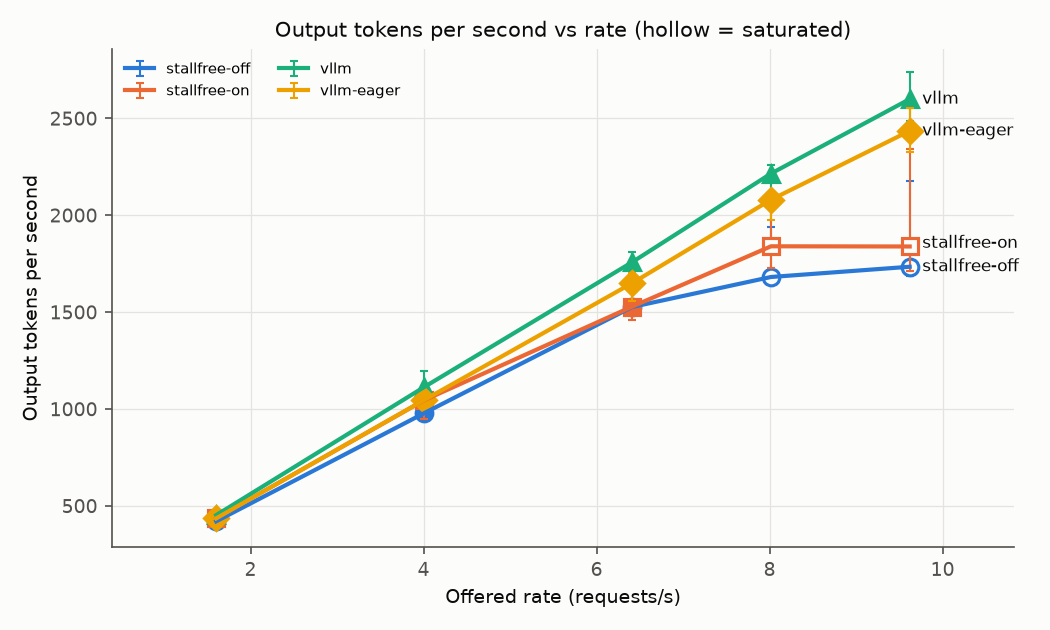 Output tokens per second vs rate (hollow = saturated)
stallfree-off
stallfree-on
vllm
vllm-eager
2500
2000
1500
1000
500
Output tokens per second
vllm
vllm-eager
stallfree-on
stallfree-off
2
4
6
8
10
Offered rate (requests/s)